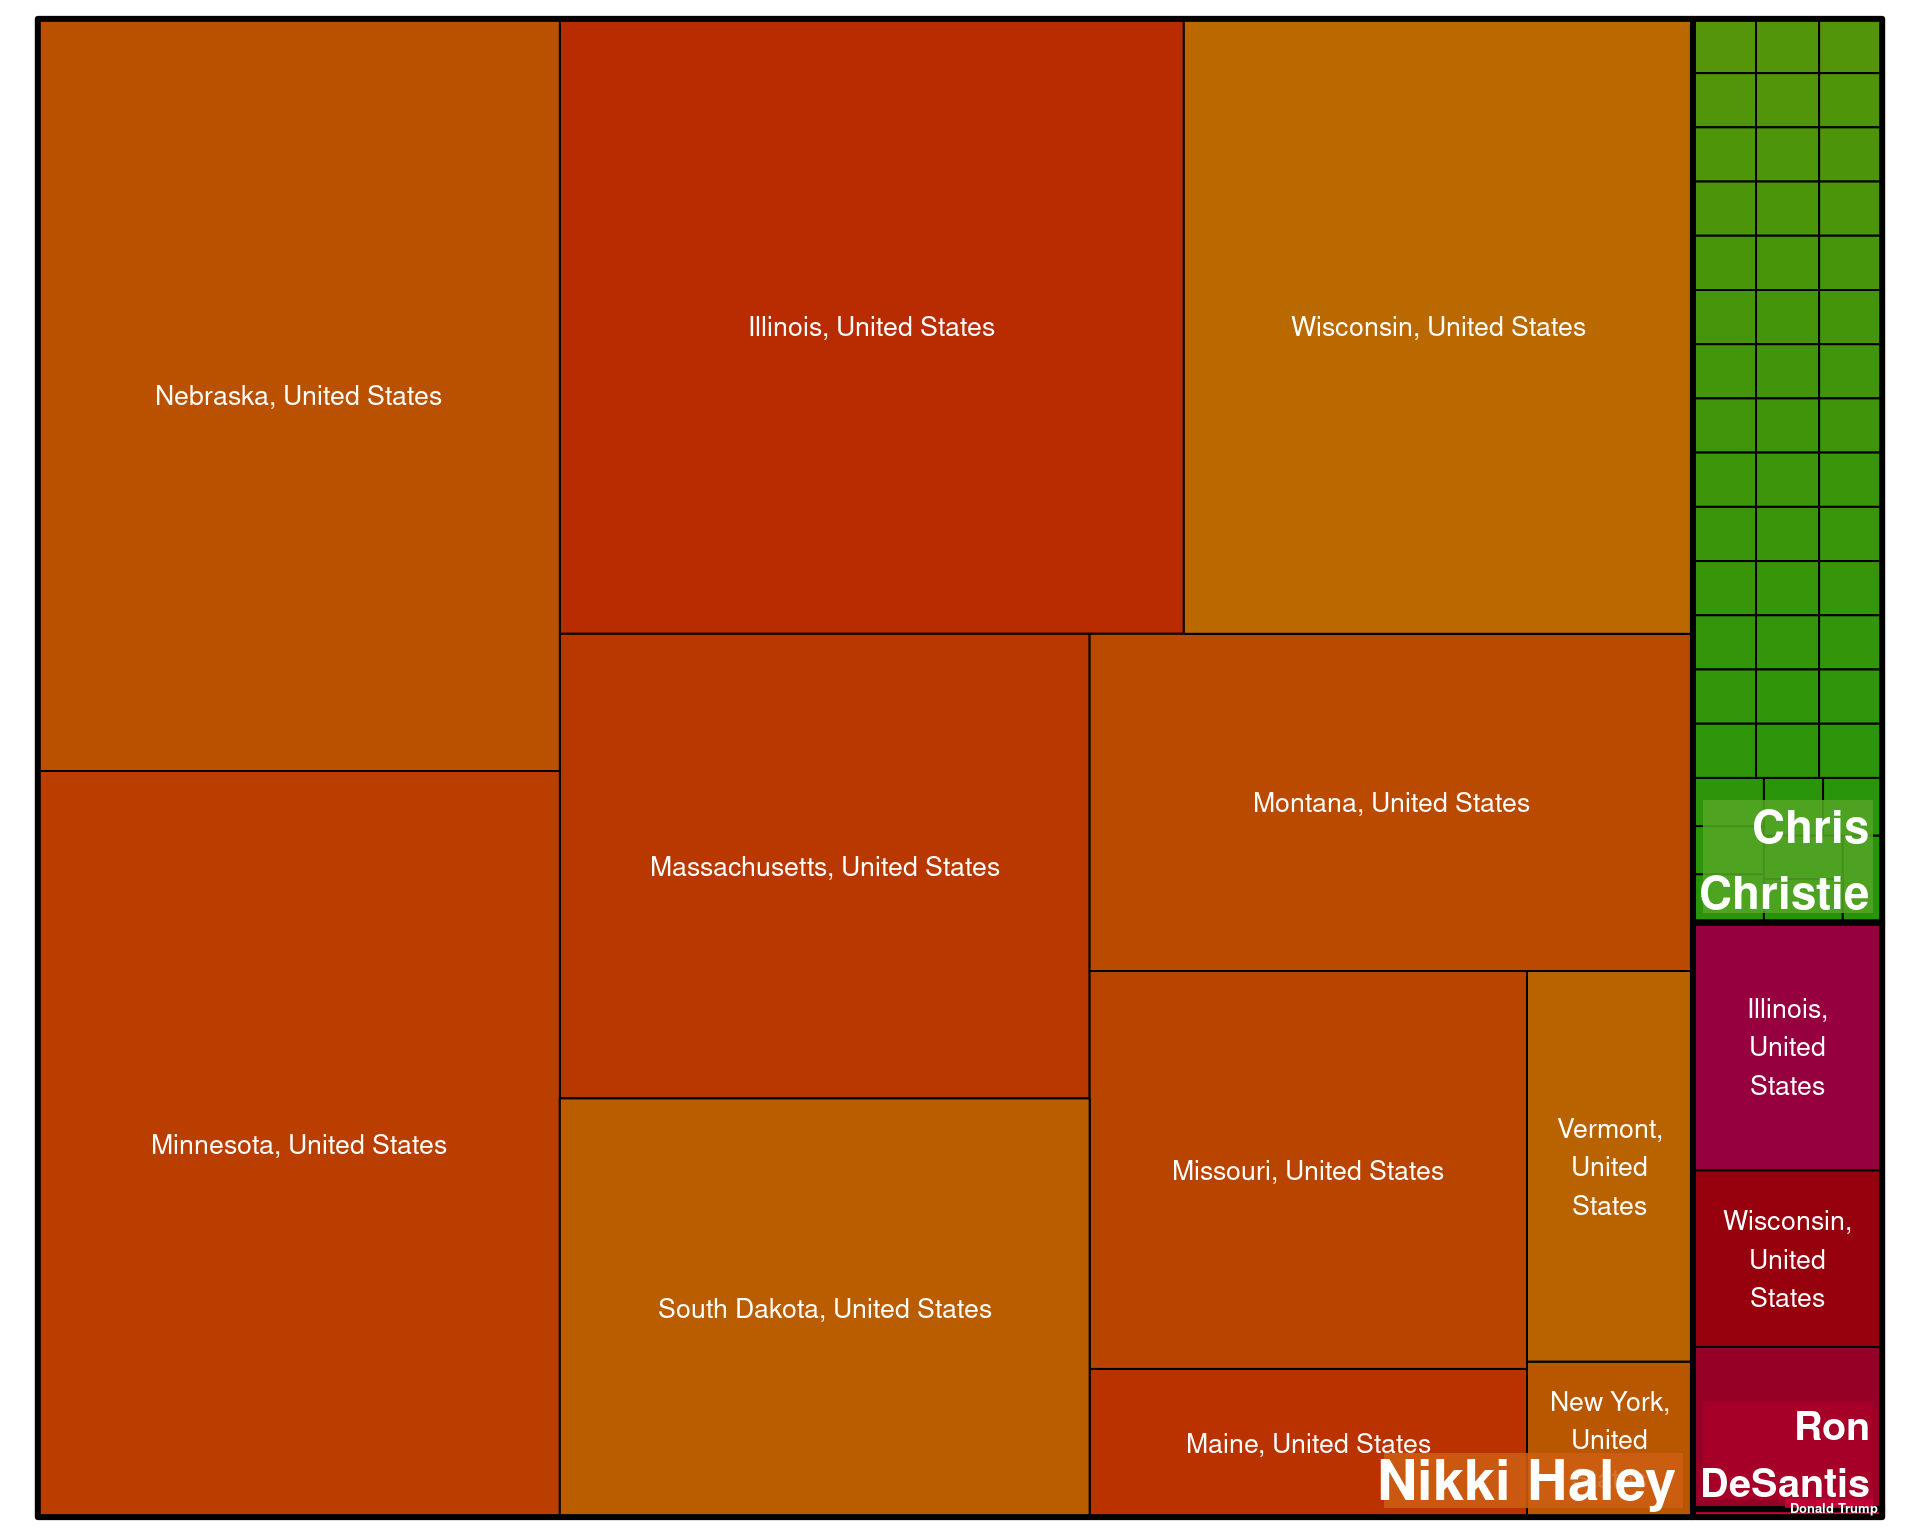 Nebraska, United States
Illinois, United States
Wisconsin, United States
Minnesota, United States
Massachusetts, United States
Montana, United States
South Dakota, United States
Missouri, United States
Vermont,
United
States
Maine, United States
New York,
United
Nikki Haley
Chris
Christie
Illinois,
United
States
Wisconsin,
United
States
Ron
DeSantis
Donald Trump